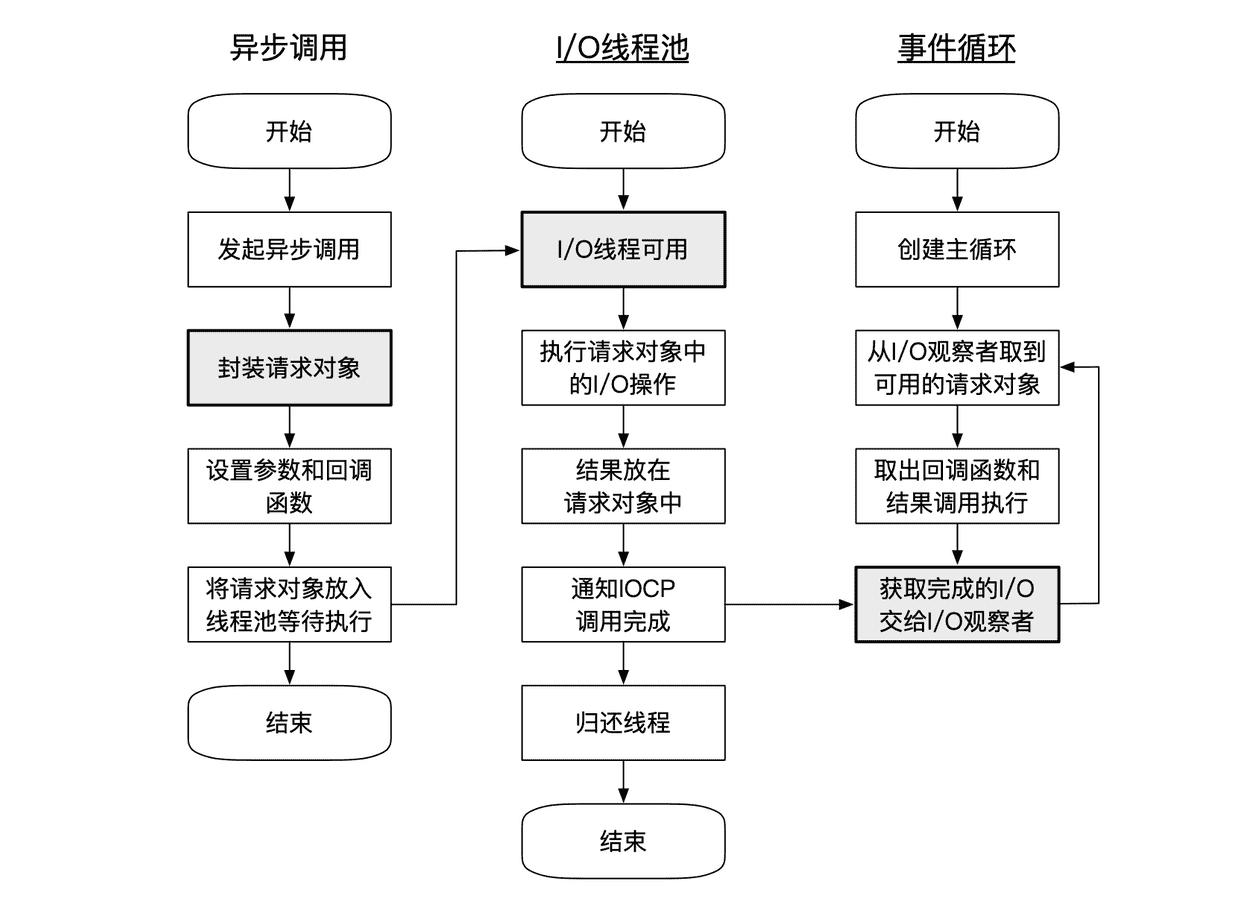 异步调用
开始
发起异步调用
封装请求对象
设置参数和回调
函数
将请求对象放入
线程池等待执行
结束
I/O线程池
开始
I/O线程可用
执行请求对象中
的I/O操作
结果放在
请求对象中
通知IOCP
调用完成
归还线程
结束
事件循环
开始
创建主循环
从I/O观察者取到
可用的请求对象
取出回调函数和
结果调用执行
获取完成的I/O
交给I/O观察者